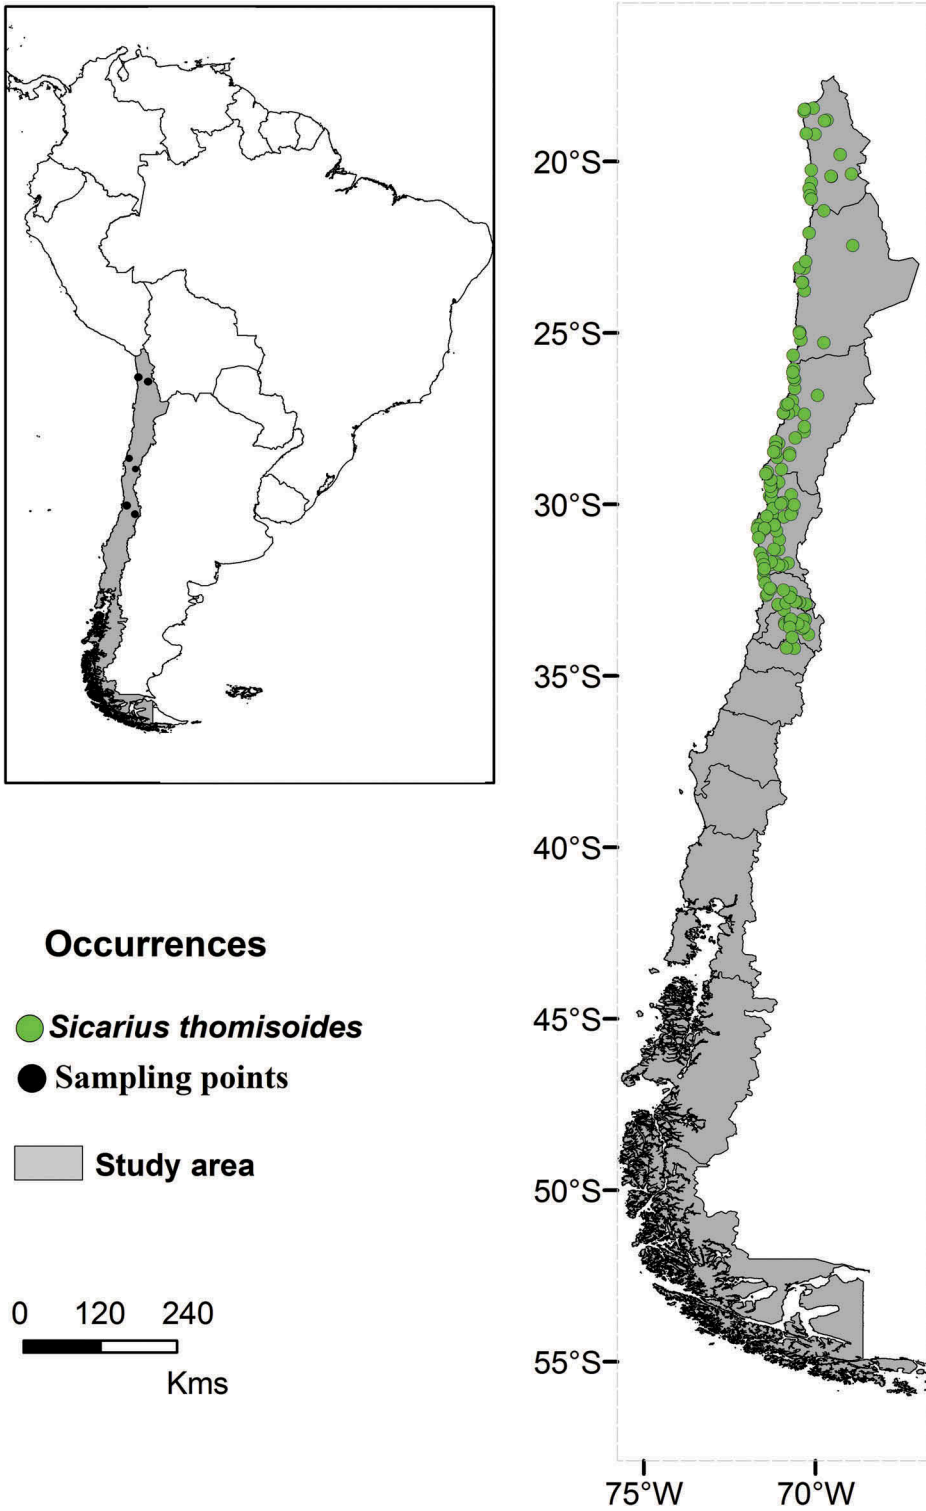 20°S
25°S
30°S
35°S
40°S
45°S
50°S
55°S
75°W 70°W
Occurrences
Sicarius thomisoides
Sampling points
Study area
0 120 240
Kms